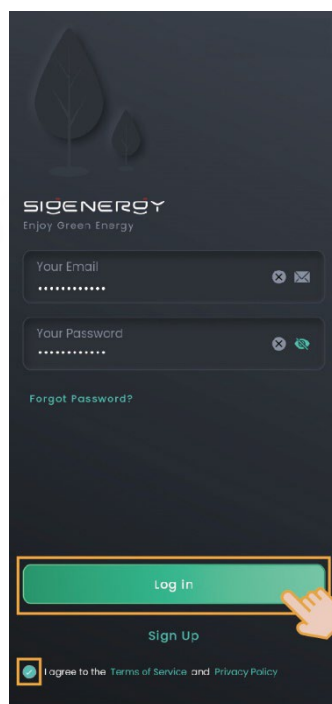 SIGENERGY
Enjoy Green Energy
Your Email
••••••••••••
Your Password
••••••••••••
Forgot Password?
Log in
Sign Up
I agree to the Terms of Service and Privacy Policy